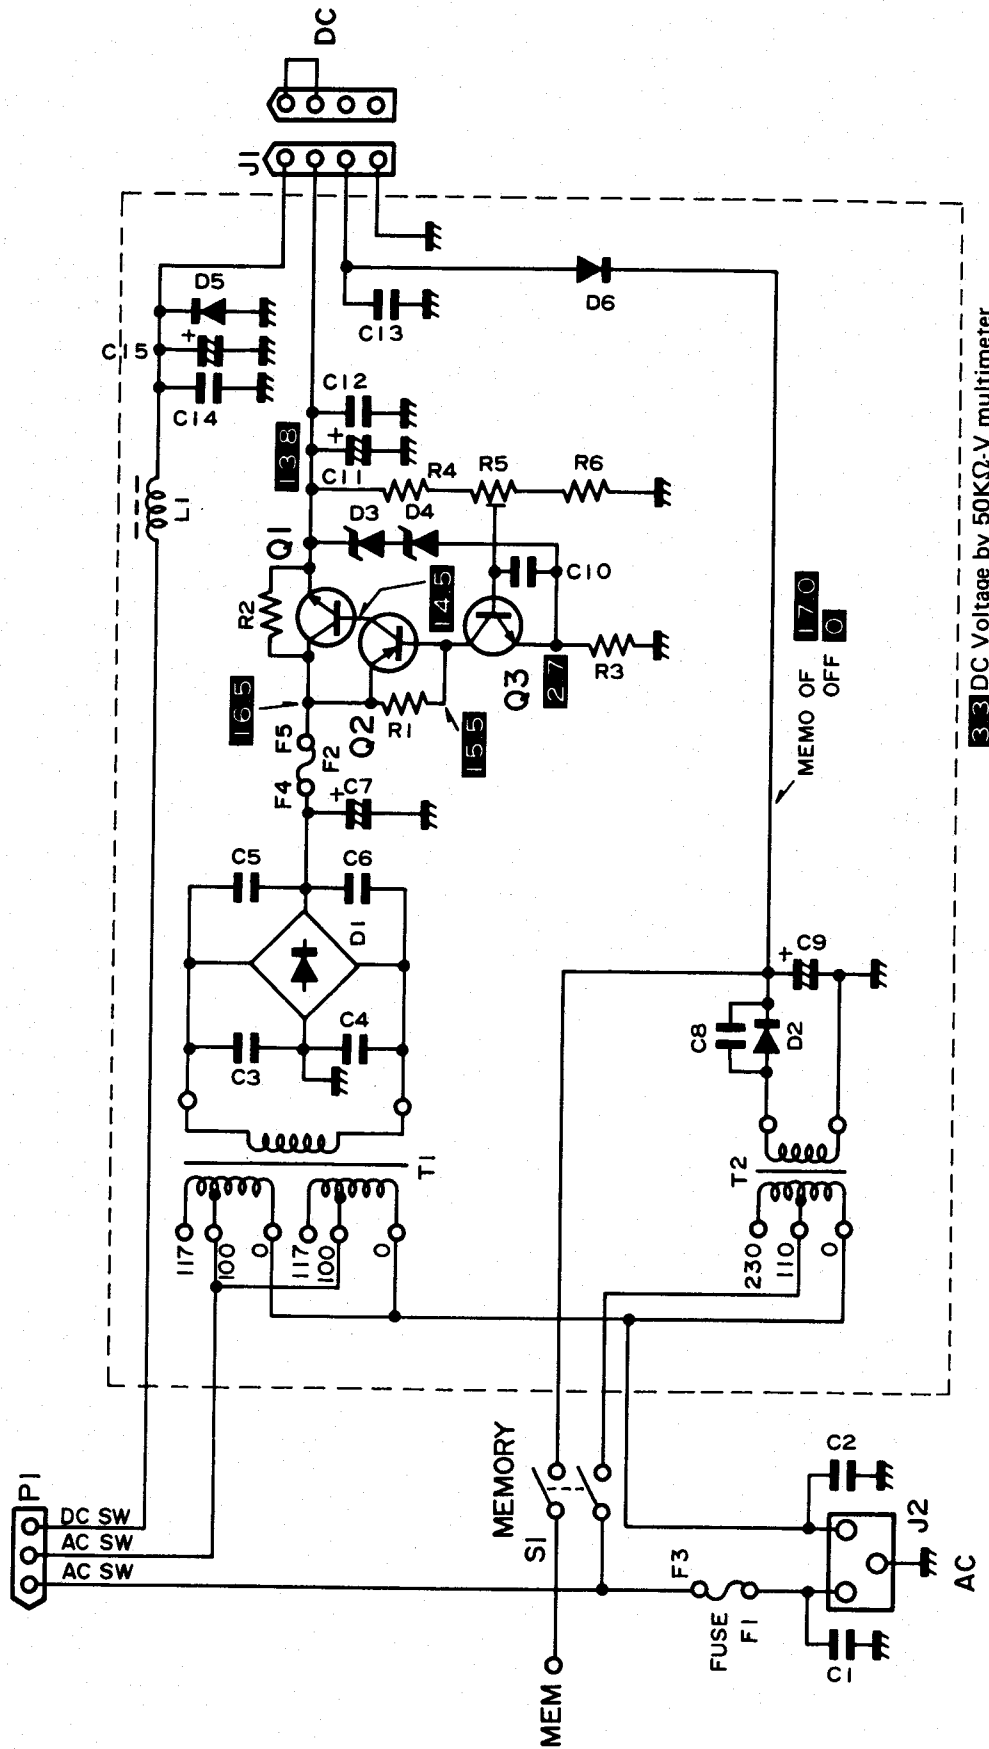 DC
J1
D5
C15
+
C14
C13
D6
L1
13.8
C12
+
C11
R4
R5
R6
D3
D4
C10
Q1
R2
14.5
Q3
2.7
R3
16.5
F5
F2
F4
Q2
R1
15.5
+
C7
MEMO OF 17.0
OFF 0
3.3 DC Voltage by 50KΩ-V multimeter
C5
C6
D1
C3
C4
+
C9
C8
D2
T1
117
100
0
117
100
0
T2
230
110
0
P1
DC SW
AC SW
AC SW
MEMORY
S1
MEM
F3
FUSE
F1
C2
J2
C1
AC